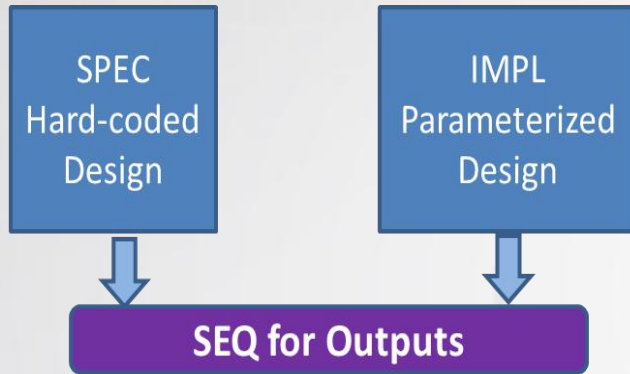 SPEC
Hard-coded
Design
IMPL
Parameterized
Design
SEQ for Outputs